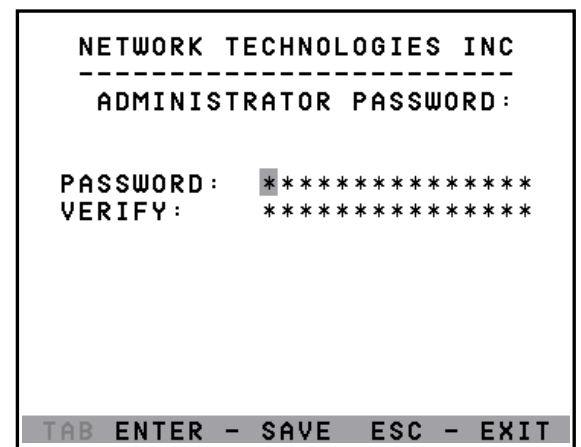 NETWORK TECHNOLOGIES INC
------------------------
ADMINISTRATOR PASSWORD:
PASSWORD: ***************
VERIFY: ***************
TAB ENTER - SAVE ESC - EXIT